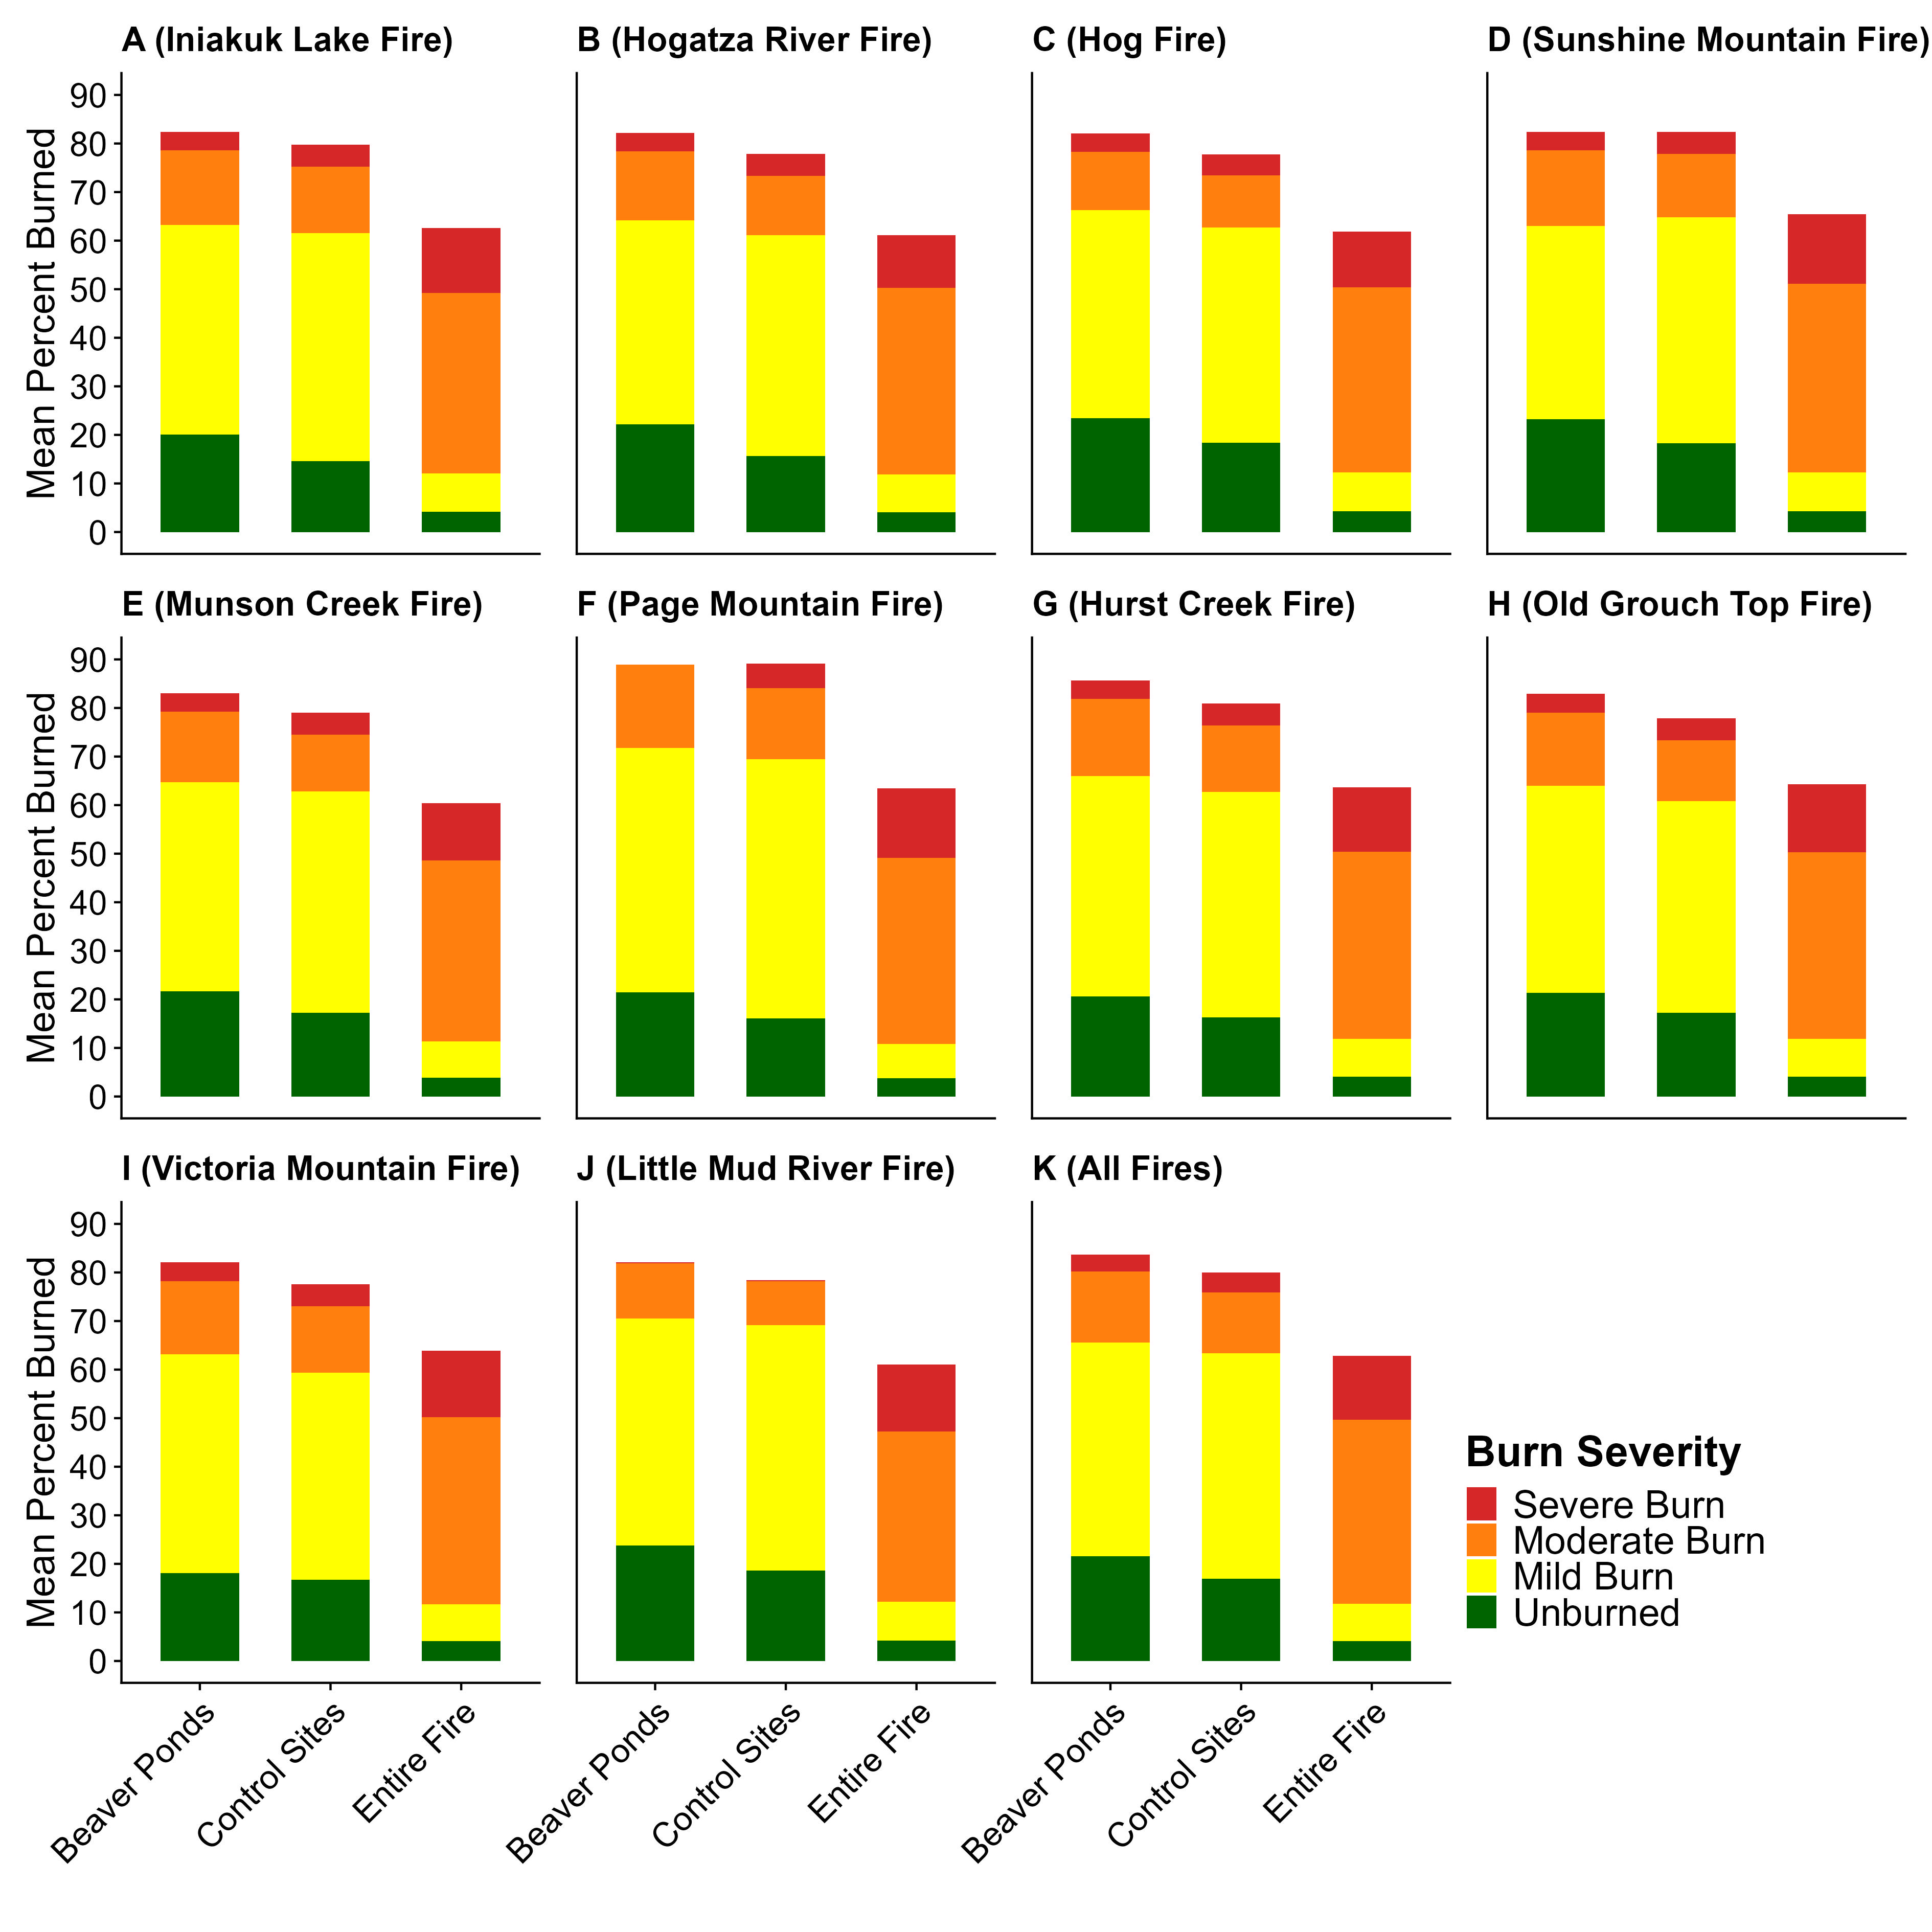 A (Iniakuk Lake Fire)
B (Hogatza River Fire)
C (Hog Fire)
D (Sunshine Mountain Fire)
Mean Percent Burned
90
80
70
60
50
40
30
20
10
0
E (Munson Creek Fire)
F (Page Mountain Fire)
G (Hurst Creek Fire)
H (Old Grouch Top Fire)
Mean Percent Burned
90
80
70
60
50
40
30
20
10
0
I (Victoria Mountain Fire)
J (Little Mud River Fire)
K (All Fires)
Mean Percent Burned
90
80
70
60
50
40
30
20
10
0
Beaver Ponds
Control Sites
Entire Fire
Beaver Ponds
Control Sites
Entire Fire
Beaver Ponds
Control Sites
Entire Fire
Burn Severity
Severe Burn
Moderate Burn
Mild Burn
Unburned